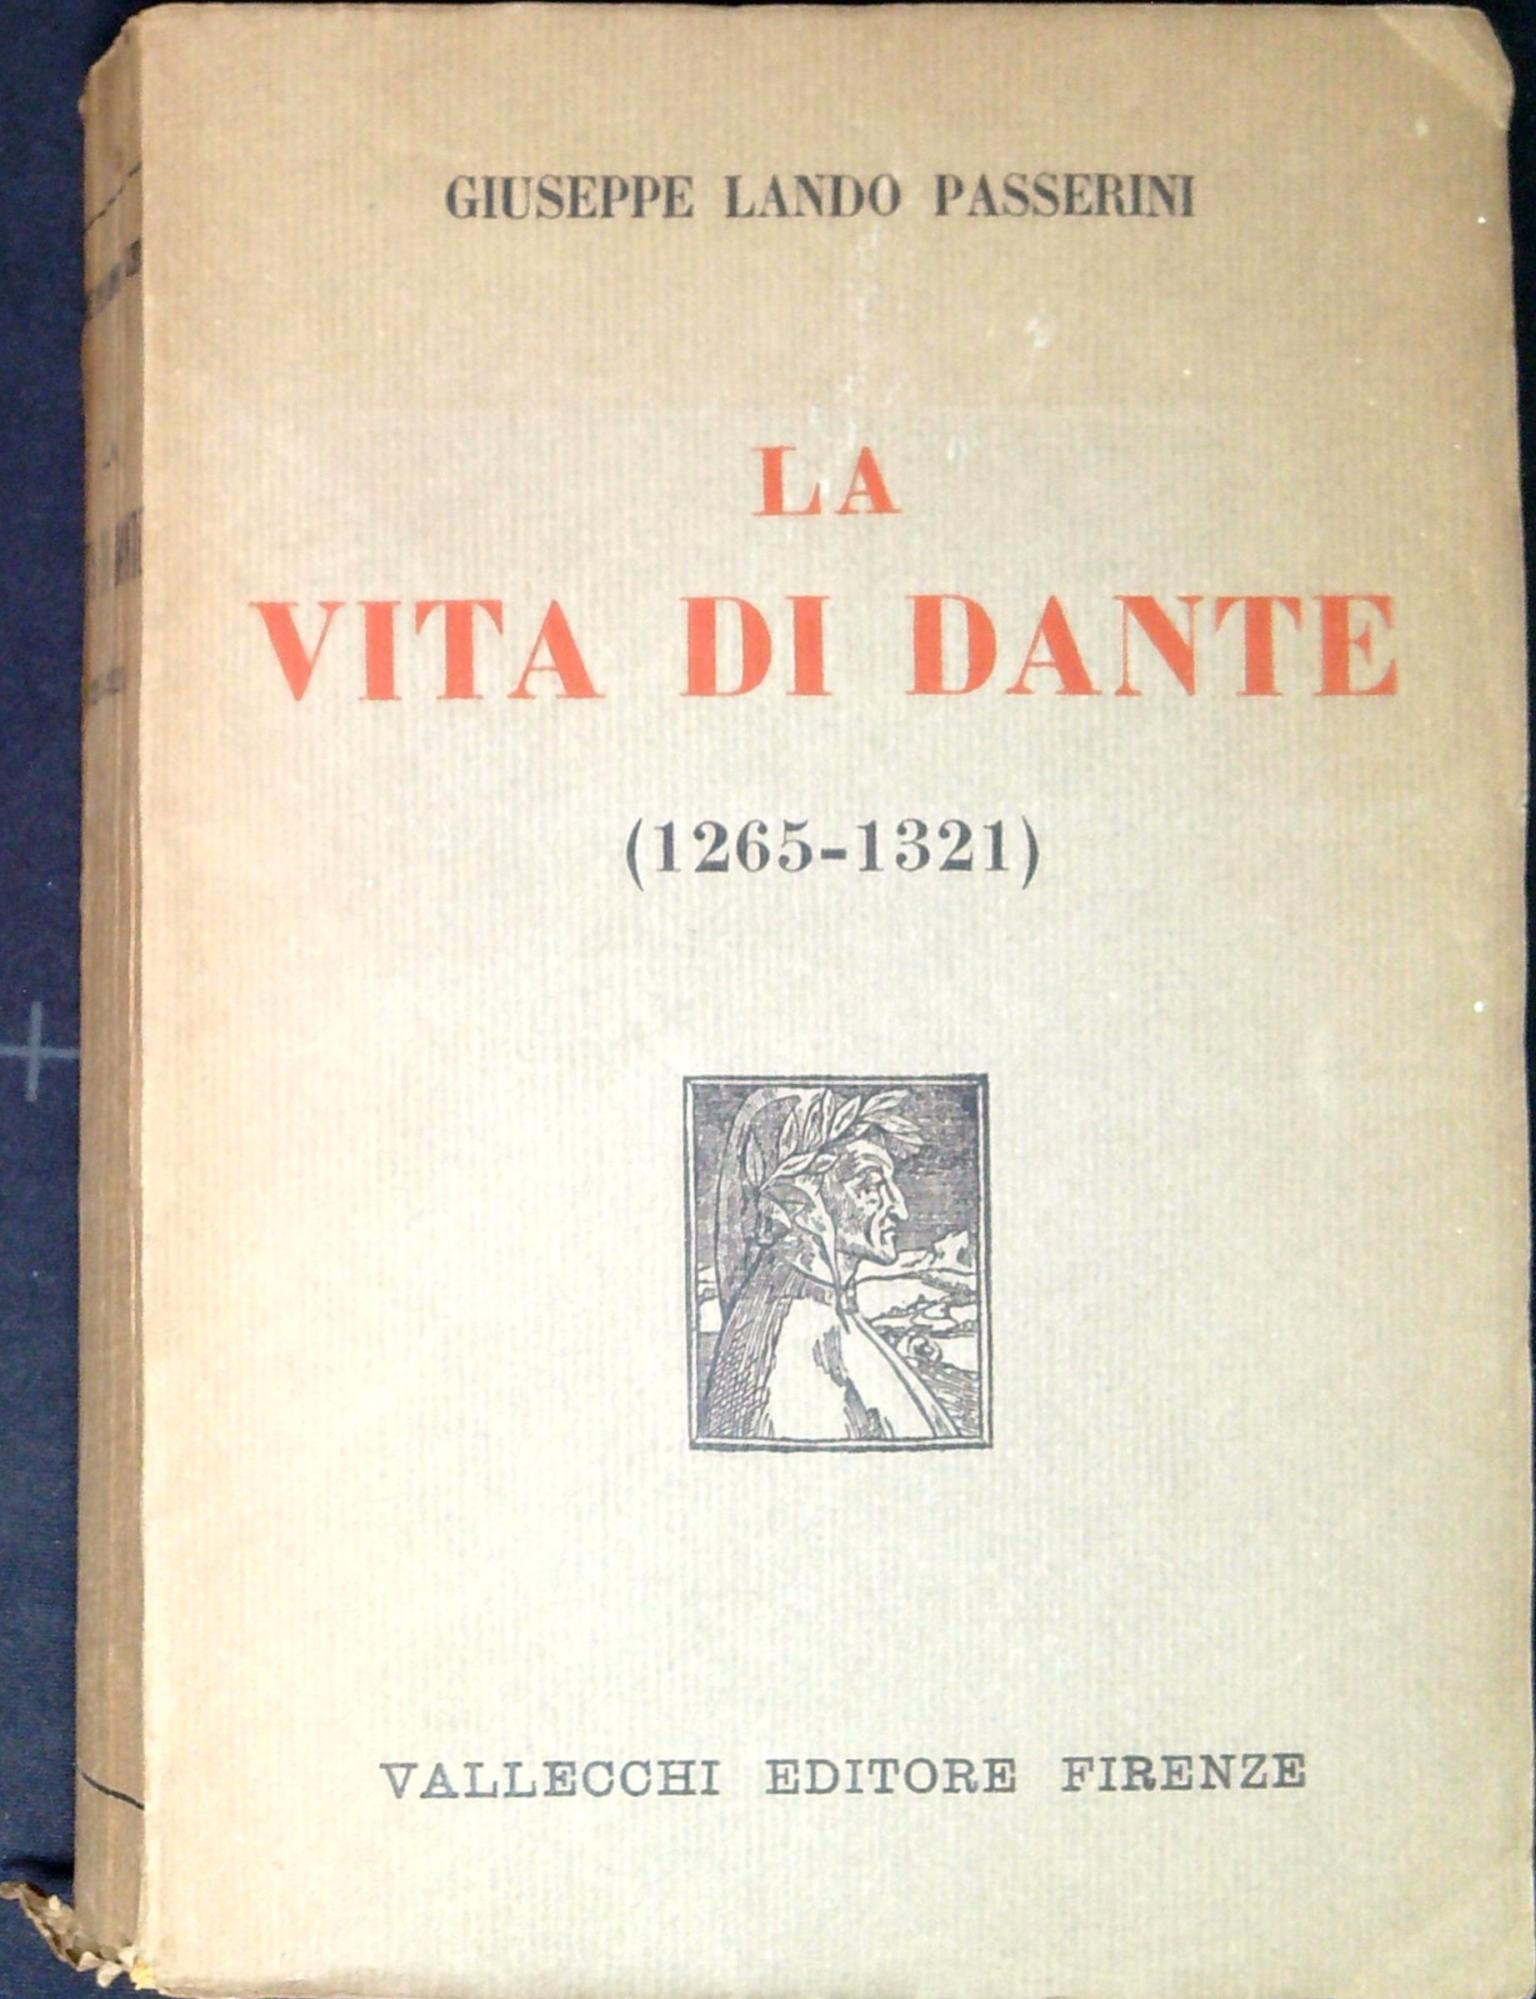 GIUSEPPE LANDO PASSERINI
LA
VITA DI DANTE
(1265-1321)
VALLECCHI EDITORE FIRENZE